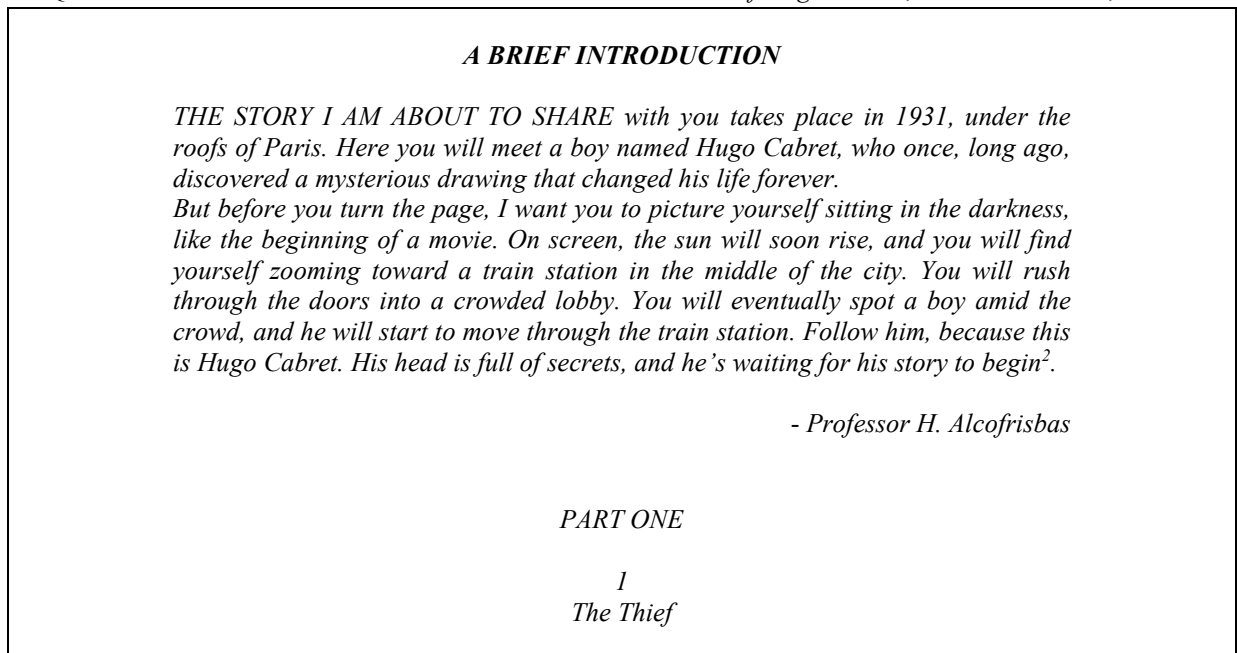 A BRIEF INTRODUCTION
THE STORY I AM ABOUT TO SHARE with you takes place in 1931, under the
roofs of Paris. Here you will meet a boy named Hugo Cabret, who once, long ago,
discovered a mysterious drawing that changed his life forever.
But before you turn the page, I want you to picture yourself sitting in the darkness,
like the beginning of a movie. On screen, the sun will soon rise, and you will find
yourself zooming toward a train station in the middle of the city. You will rush
through the doors into a crowded lobby. You will eventually spot a boy amid the
crowd, and he will start to move through the train station. Follow him, because this
is Hugo Cabret. His head is full of secrets, and he’s waiting for his story to begin².
- Professor H. Alcofrisbas
PART ONE
1
The Thief